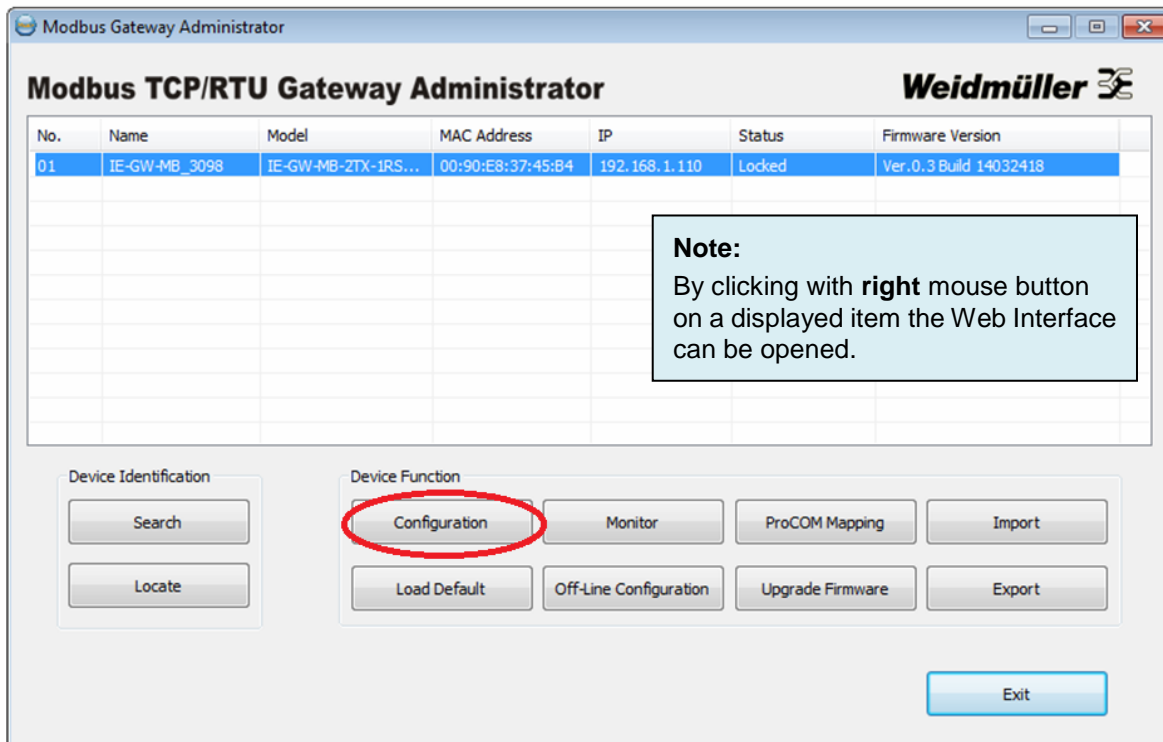 Modbus Gateway Administrator
Modbus TCP/RTU Gateway Administrator
Weidmüller
No. Name Model MAC Address IP Status Firmware Version
01 IE-GW-MB_3098 IE-GW-MB-2TX-1RS... 00:90:E8:37:45:B4 192.168.1.110 Locked Ver.0.3 Build 14032418
Note:
By clicking with right mouse button
on a displayed item the Web Interface
can be opened.
Device Identification Device Function
Search Configuration Monitor ProCOM Mapping Import
Locate Load Default Off-Line Configuration Upgrade Firmware Export
Exit